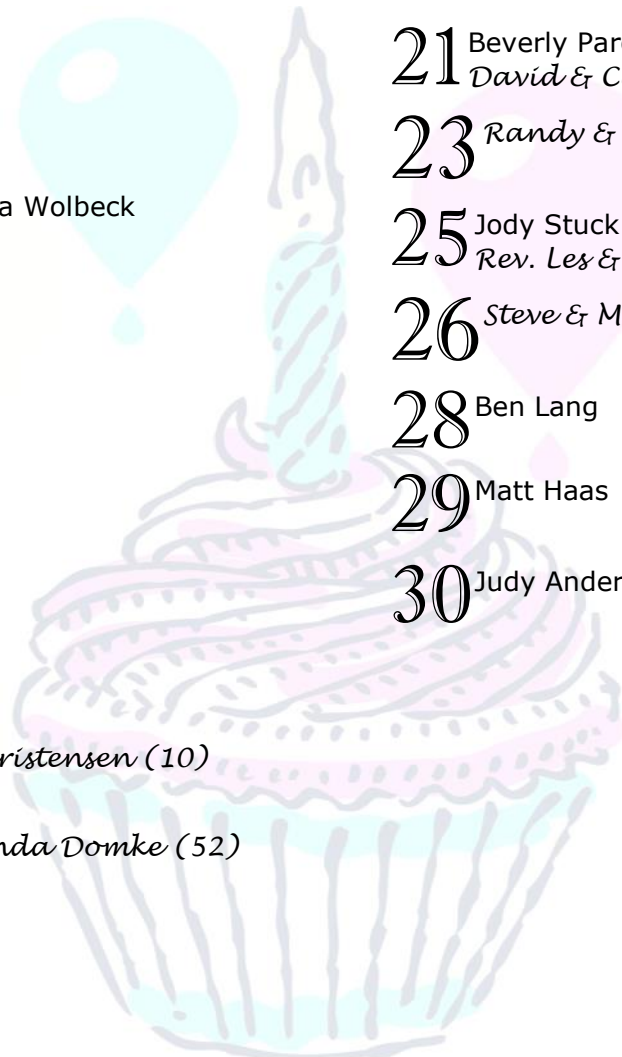 a Wolbeck
ristensen (10)
nda Domke (52)
21 Beverly Par
David & C
23 Randy &
25 Jody Stuck
Rev. Les &
26 Steve & M
28 Ben Lang
29 Matt Haas
30 Judy Ander